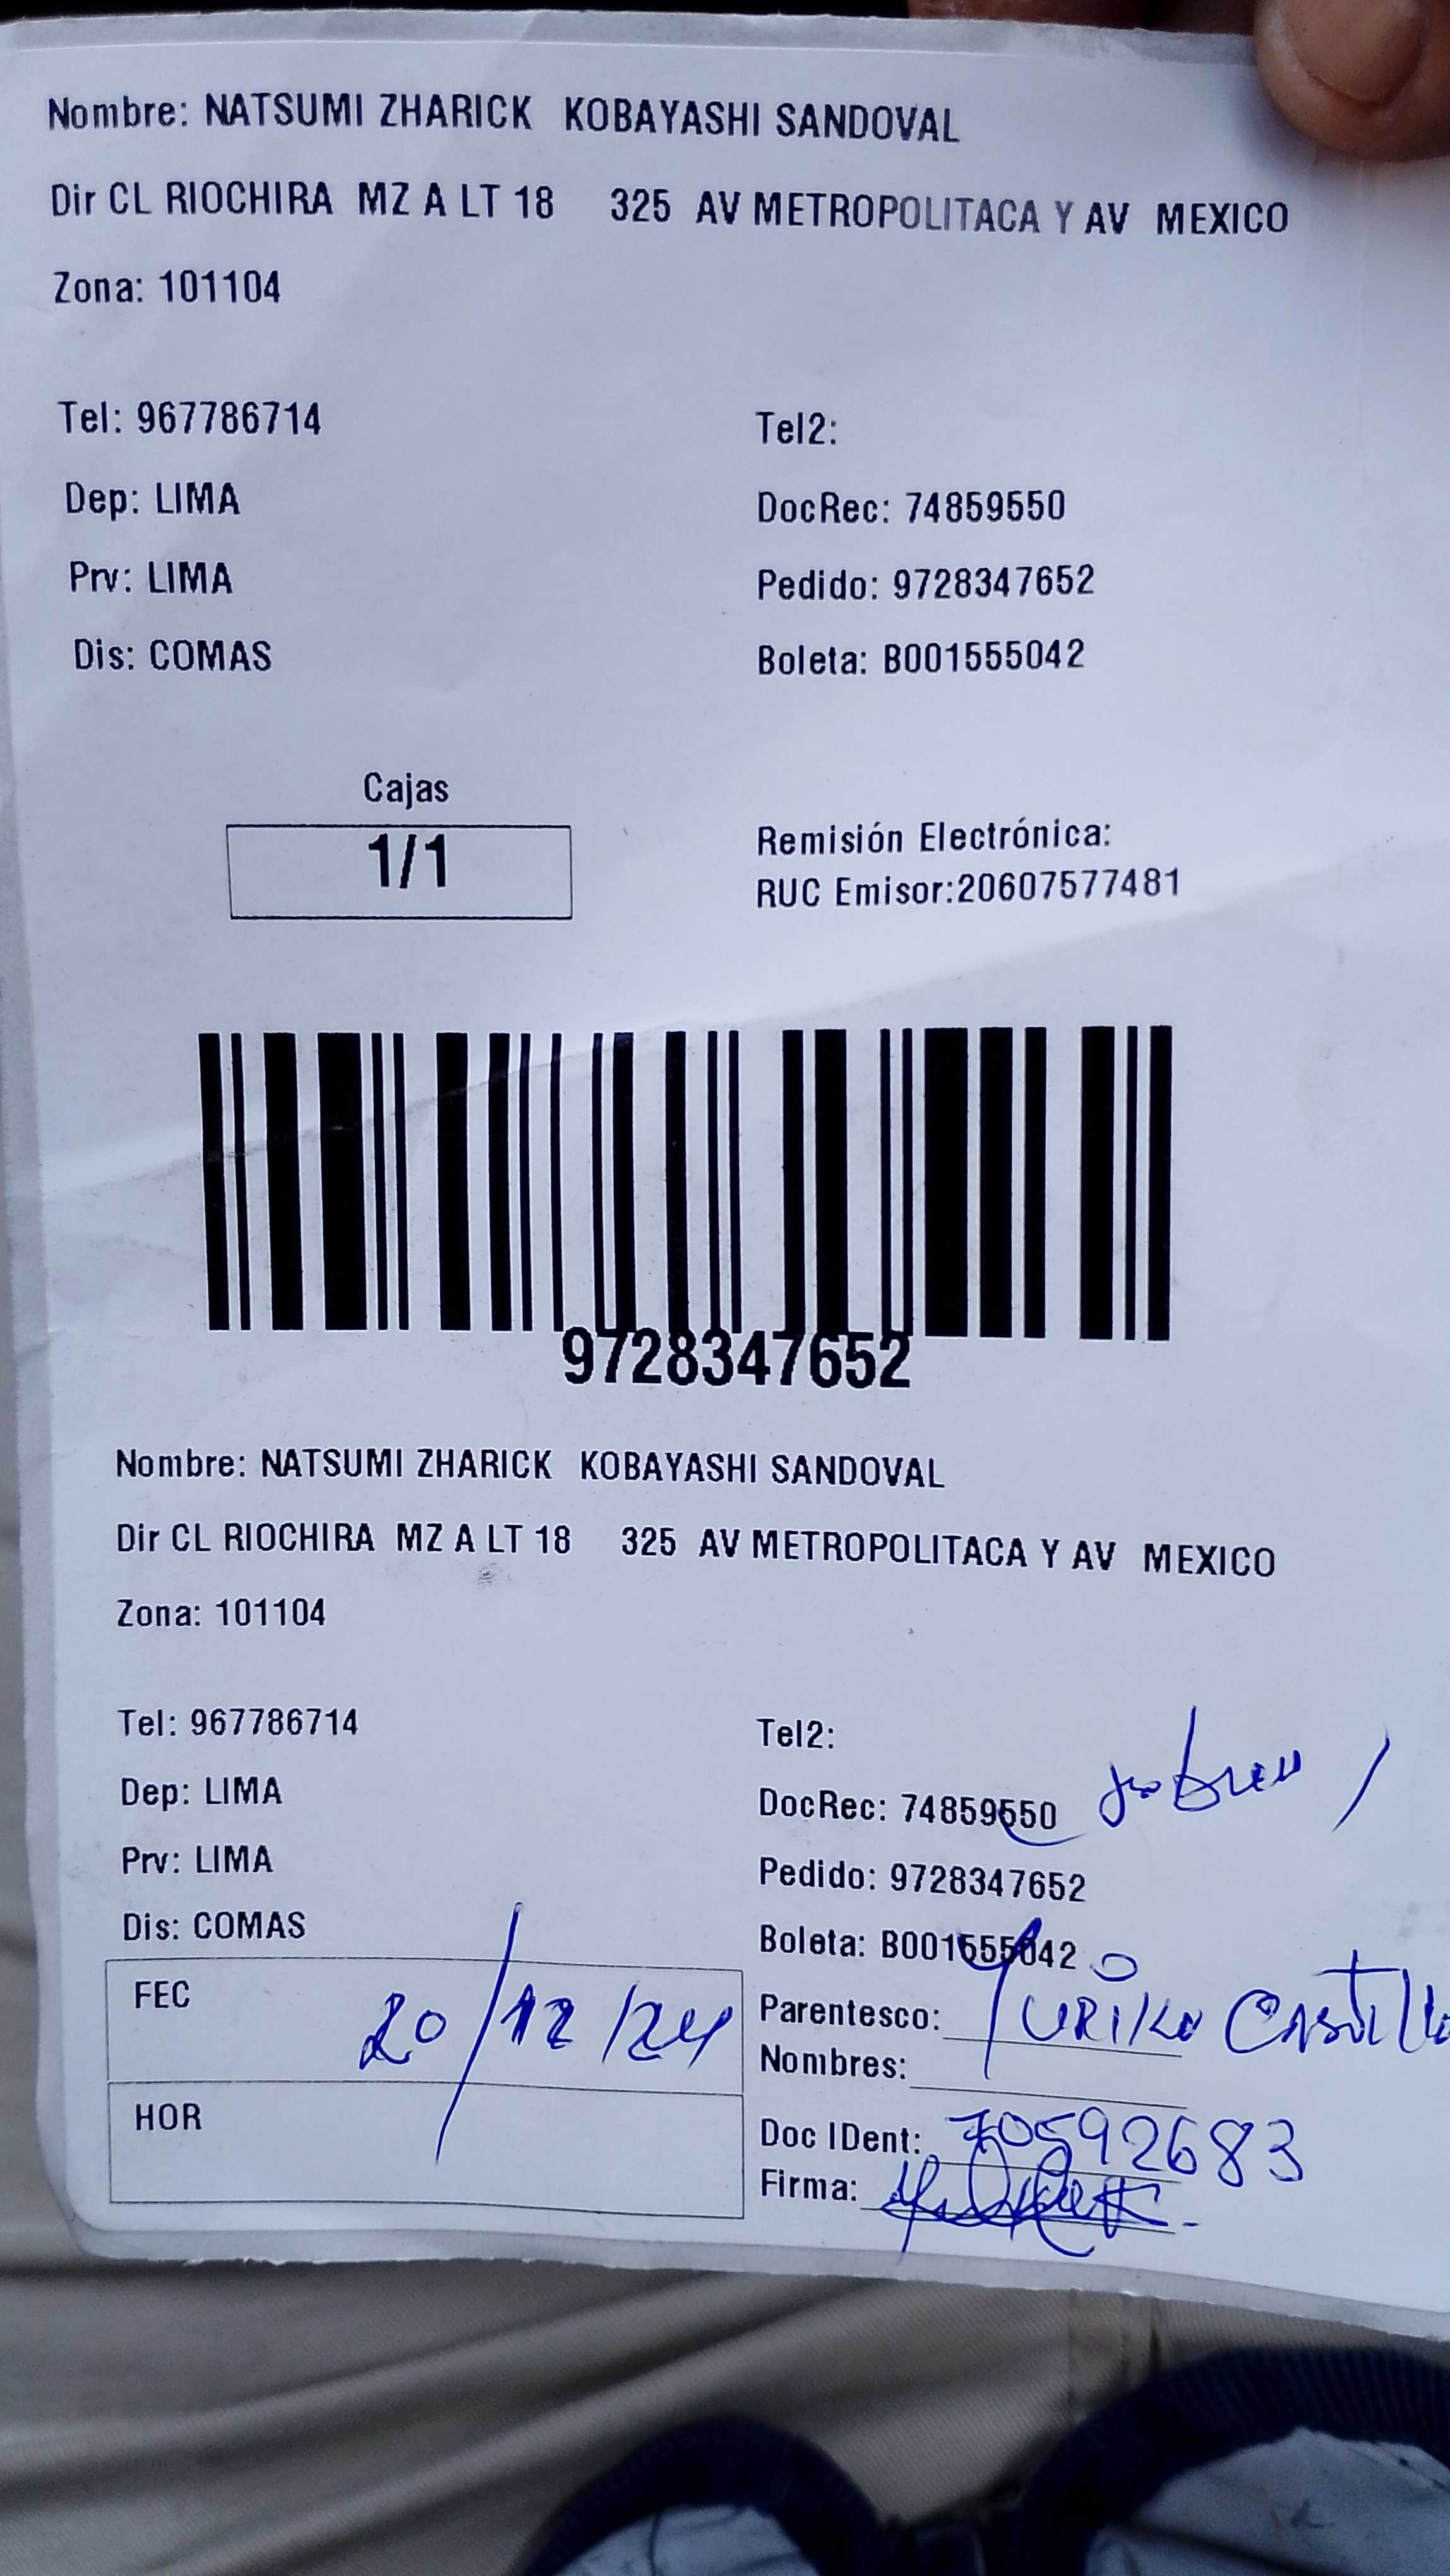 Nombre: NATSUMI ZHARICK KOBAYASHI SANDOVAL
Dir CL RIOCHIRA MZ A LT 18 325 AV METROPOLITACA Y AV MEXICO
Zona: 101104
Tel: 967786714 Tel2:
Dep: LIMA DocRec: 74859550
Prv: LIMA Pedido: 9728347652
Dis: COMAS Boleta: B001555042
Cajas
1/1
Remisión Electrónica:
RUC Emisor:20607577481
9728347652
Nombre: NATSUMI ZHARICK KOBAYASHI SANDOVAL
Dir CL RIOCHIRA MZ A LT 18 325 AV METROPOLITACA Y AV MEXICO
Zona: 101104
Tel: 967786714 Tel2:
Dep: LIMA DocRec: 74859550
Prv: LIMA Pedido: 9728347652
Dis: COMAS Boleta: B001555042
FEC 20/12/24
Parentesco: YURIKO CASTILLO
Nombres:
HOR
Doc IDent: 70592683
Firma: